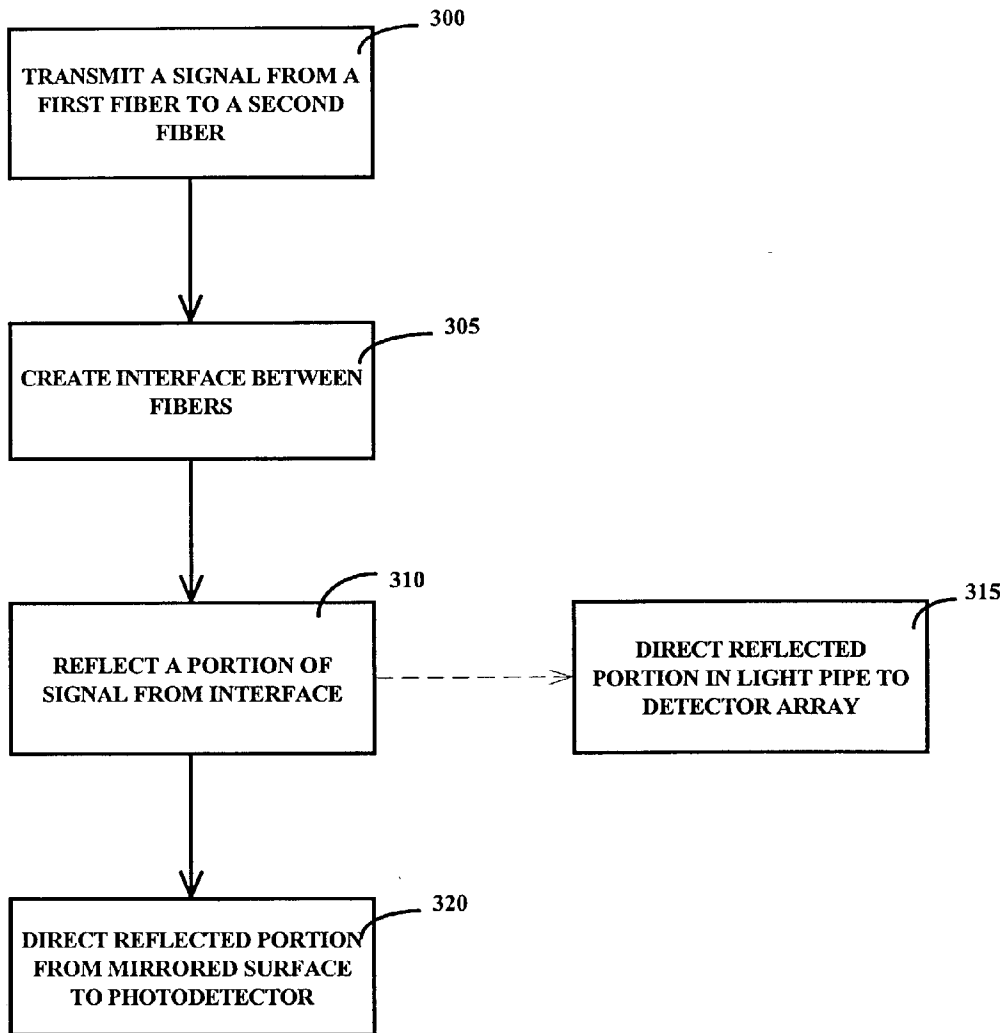 300
TRANSMIT A SIGNAL FROM A
FIRST FIBER TO A SECOND
FIBER
305
CREATE INTERFACE BETWEEN
FIBERS
310
REFLECT A PORTION OF
SIGNAL FROM INTERFACE
315
DIRECT REFLECTED
PORTION IN LIGHT PIPE TO
DETECTOR ARRAY
320
DIRECT REFLECTED PORTION
FROM MIRRORED SURFACE
TO PHOTODETECTOR